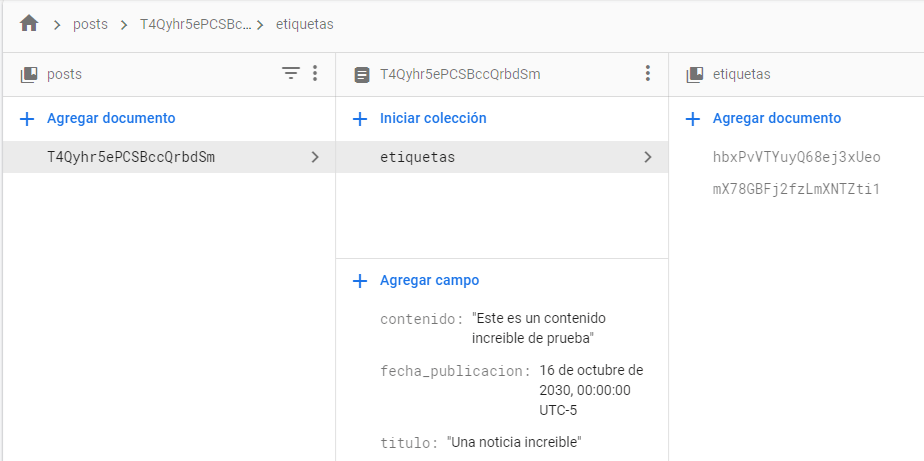 posts
T4Qyhr5ePCSBc...
etiquetas
posts
T4Qyhr5ePCSBccQrbdSm
etiquetas
Agregar documento
Iniciar colección
Agregar documento
T4Qyhr5ePCSBccQrbdSm
etiquetas
hbxPvVTYuyQ68ej3xUeo
mX78GBFj2fzLmXNTZti1
Agregar campo
contenido: "Este es un contenido
increible de prueba"
fecha_publicacion: 16 de octubre de
2030, 00:00:00
UTC-5
titulo: "Una noticia increible"